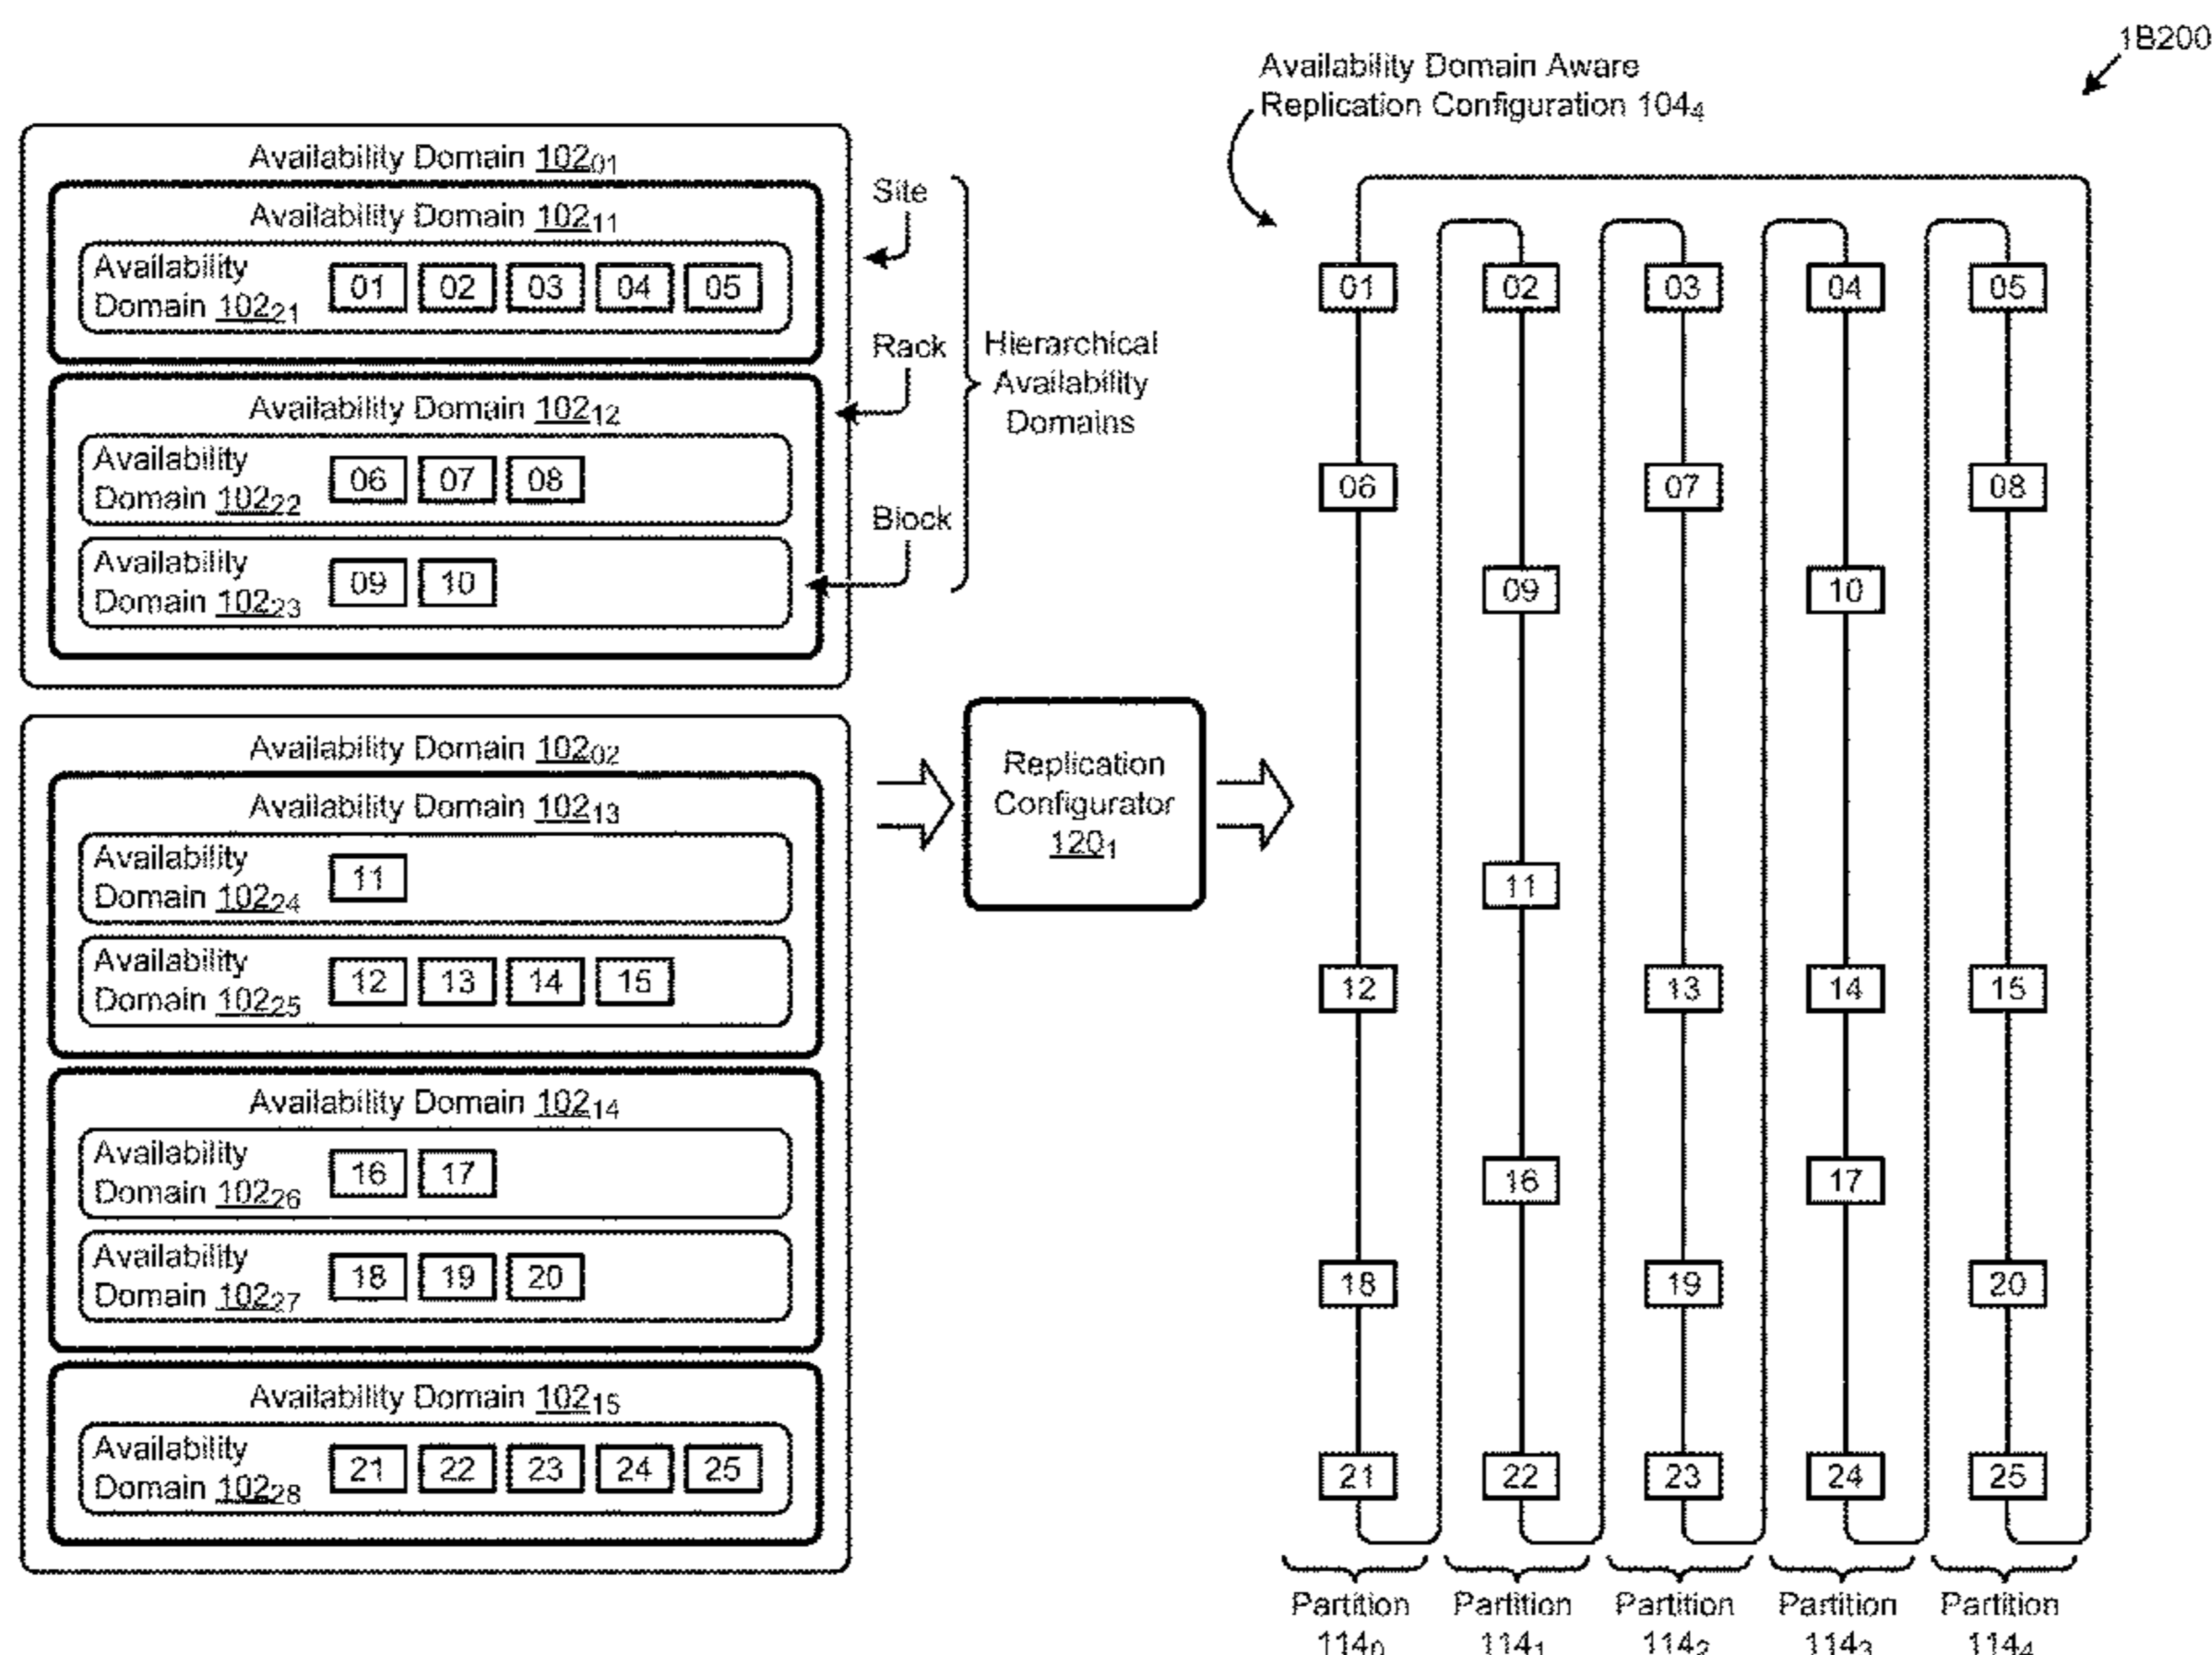 1B200
Availability Domain Aware
Replication Configuration 104₄
Availability Domain 102₀₁
Availability Domain 102₁₁
Availability
Domain 102₂₁
01 02 03 04 05
Availability Domain 102₁₂
Availability
Domain 102₂₂
06 07 08
Availability
Domain 102₂₃
09 10
Site
Rack
Block
Hierarchical
Availability
Domains
Availability Domain 102₀₂
Availability Domain 102₁₃
Availability
Domain 102₂₄
11
Availability
Domain 102₂₅
12 13 14 15
Availability Domain 102₁₄
Availability
Domain 102₂₆
16 17
Availability
Domain 102₂₇
18 19 20
Availability Domain 102₁₅
Availability
Domain 102₂₈
21 22 23 24 25
Replication
Configurator
120₁
01 02 03 04 05
06 07 08
09 10
11
12 13 14 15
16 17
18 19 20
21 22 23 24 25
Partition Partition Partition Partition Partition
114₀ 114₁ 114₂ 114₃ 114₄